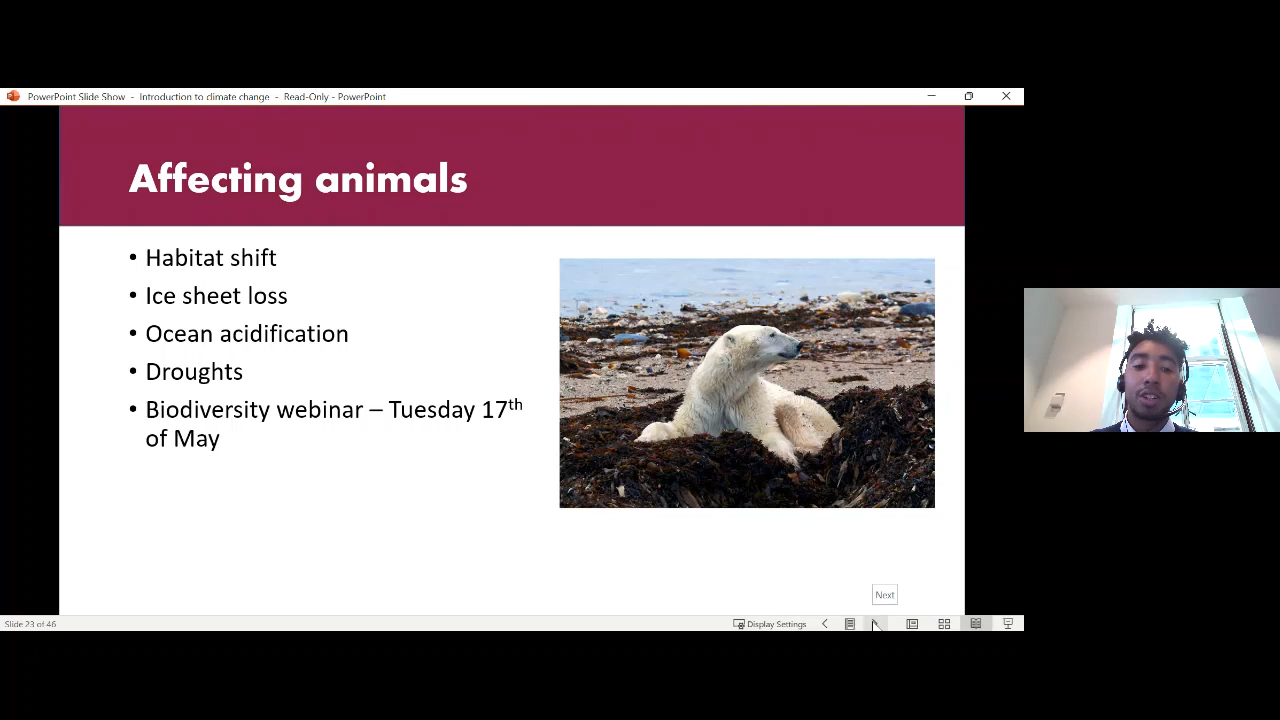 PowerPoint Slide Show - Introduction to climate change - Read-Only - PowerPoint
Affecting animals
• Habitat shift
• Ice sheet loss
• Ocean acidification
• Droughts
• Biodiversity webinar – Tuesday 17th
of May
Next
Slide 23 of 46
Display Settings